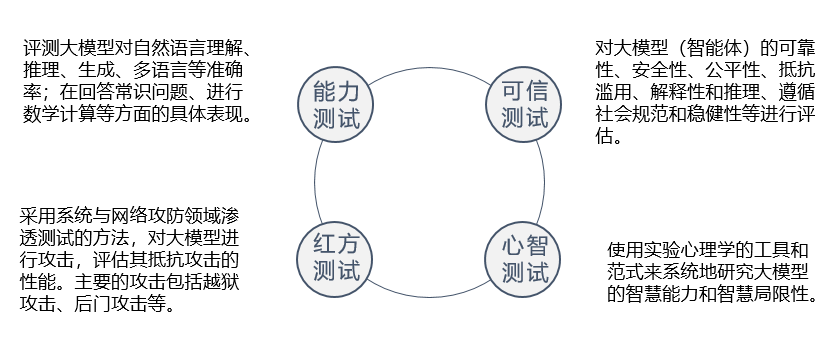 评测大模型对自然语言理解、
推理、生成、多语言等准确
率；在回答常识问题、进行
数学计算等方面的具体表现。
能力
测试
可信
测试
对大模型（智能体）的可靠
性、安全性、公平性、抵抗
滥用、解释性和推理、遵循
社会规范和稳健性等进行评
估。
采用系统与网络攻防领域渗
透测试的方法，对大模型进
行攻击，评估其抵抗攻击的
性能。主要的攻击包括越狱
攻击、后门攻击等。
红方
测试
心智
测试
使用实验心理学的工具和
范式来系统地研究大模型
的智慧能力和智慧局限性。